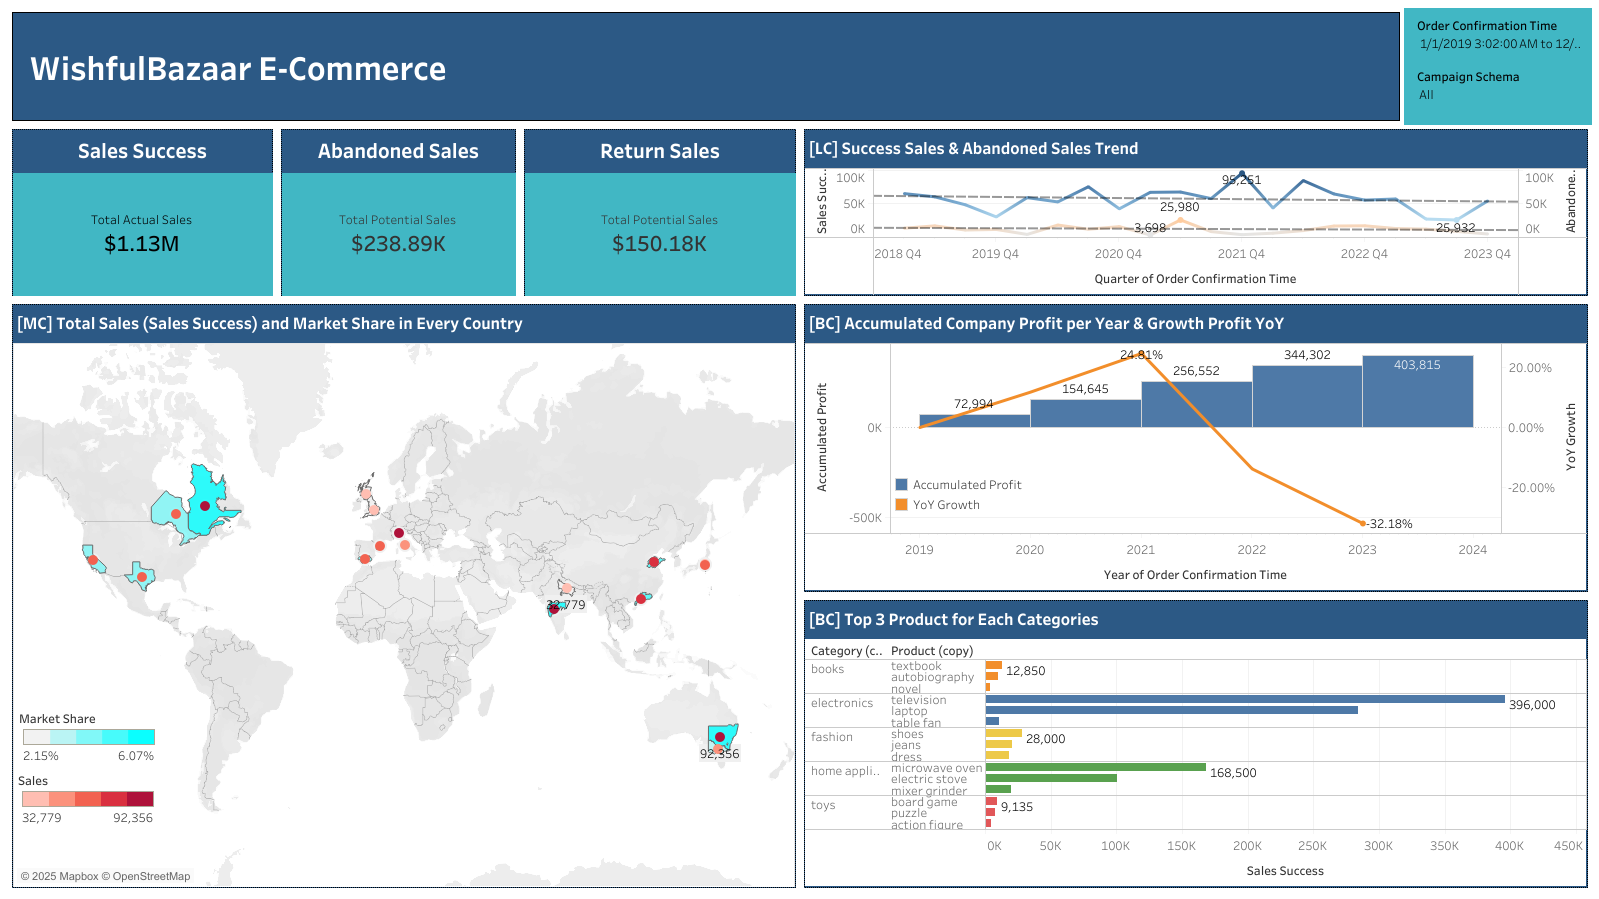 WishfulBazaar E-Commerce
Order Confirmation Time
1/1/2019 3:02:00 AM to 12/..
Campaign Schema
All
Sales Success
Total Actual Sales
$1.13M
Abandoned Sales
Total Potential Sales
$238.89K
Return Sales
Total Potential Sales
$150.18K
[LC] Success Sales & Abandoned Sales Trend
Sales Succ..
100K
50K
0K
95,251
25,980
3,698
25,932
100K
50K
0K
Abandone..
2018 Q4 2019 Q4 2020 Q4 2021 Q4 2022 Q4 2023 Q4
Quarter of Order Confirmation Time
[MC] Total Sales (Sales Success) and Market Share in Every Country
32,779
92,356
Market Share
2.15% 6.07%
Sales
32,779 92,356
© 2025 Mapbox © OpenStreetMap
[BC] Accumulated Company Profit per Year & Growth Profit YoY
Accumulated Profit
0K
-500K
72,994
154,645
24.81%
256,552
344,302
403,815
-32.18%
Accumulated Profit
YoY Growth
20.00%
0.00%
-20.00%
YoY Growth
2019 2020 2021 2022 2023 2024
Year of Order Confirmation Time
[BC] Top 3 Product for Each Categories
Category (c.. Product (copy)
books textbook 12,850
autobiography
novel
electronics television 396,000
laptop
table fan
fashion shoes 28,000
jeans
dress
home appli.. microwave oven 168,500
electric stove
mixer grinder
toys board game 9,135
puzzle
action figure
0K 50K 100K 150K 200K 250K 300K 350K 400K 450K
Sales Success